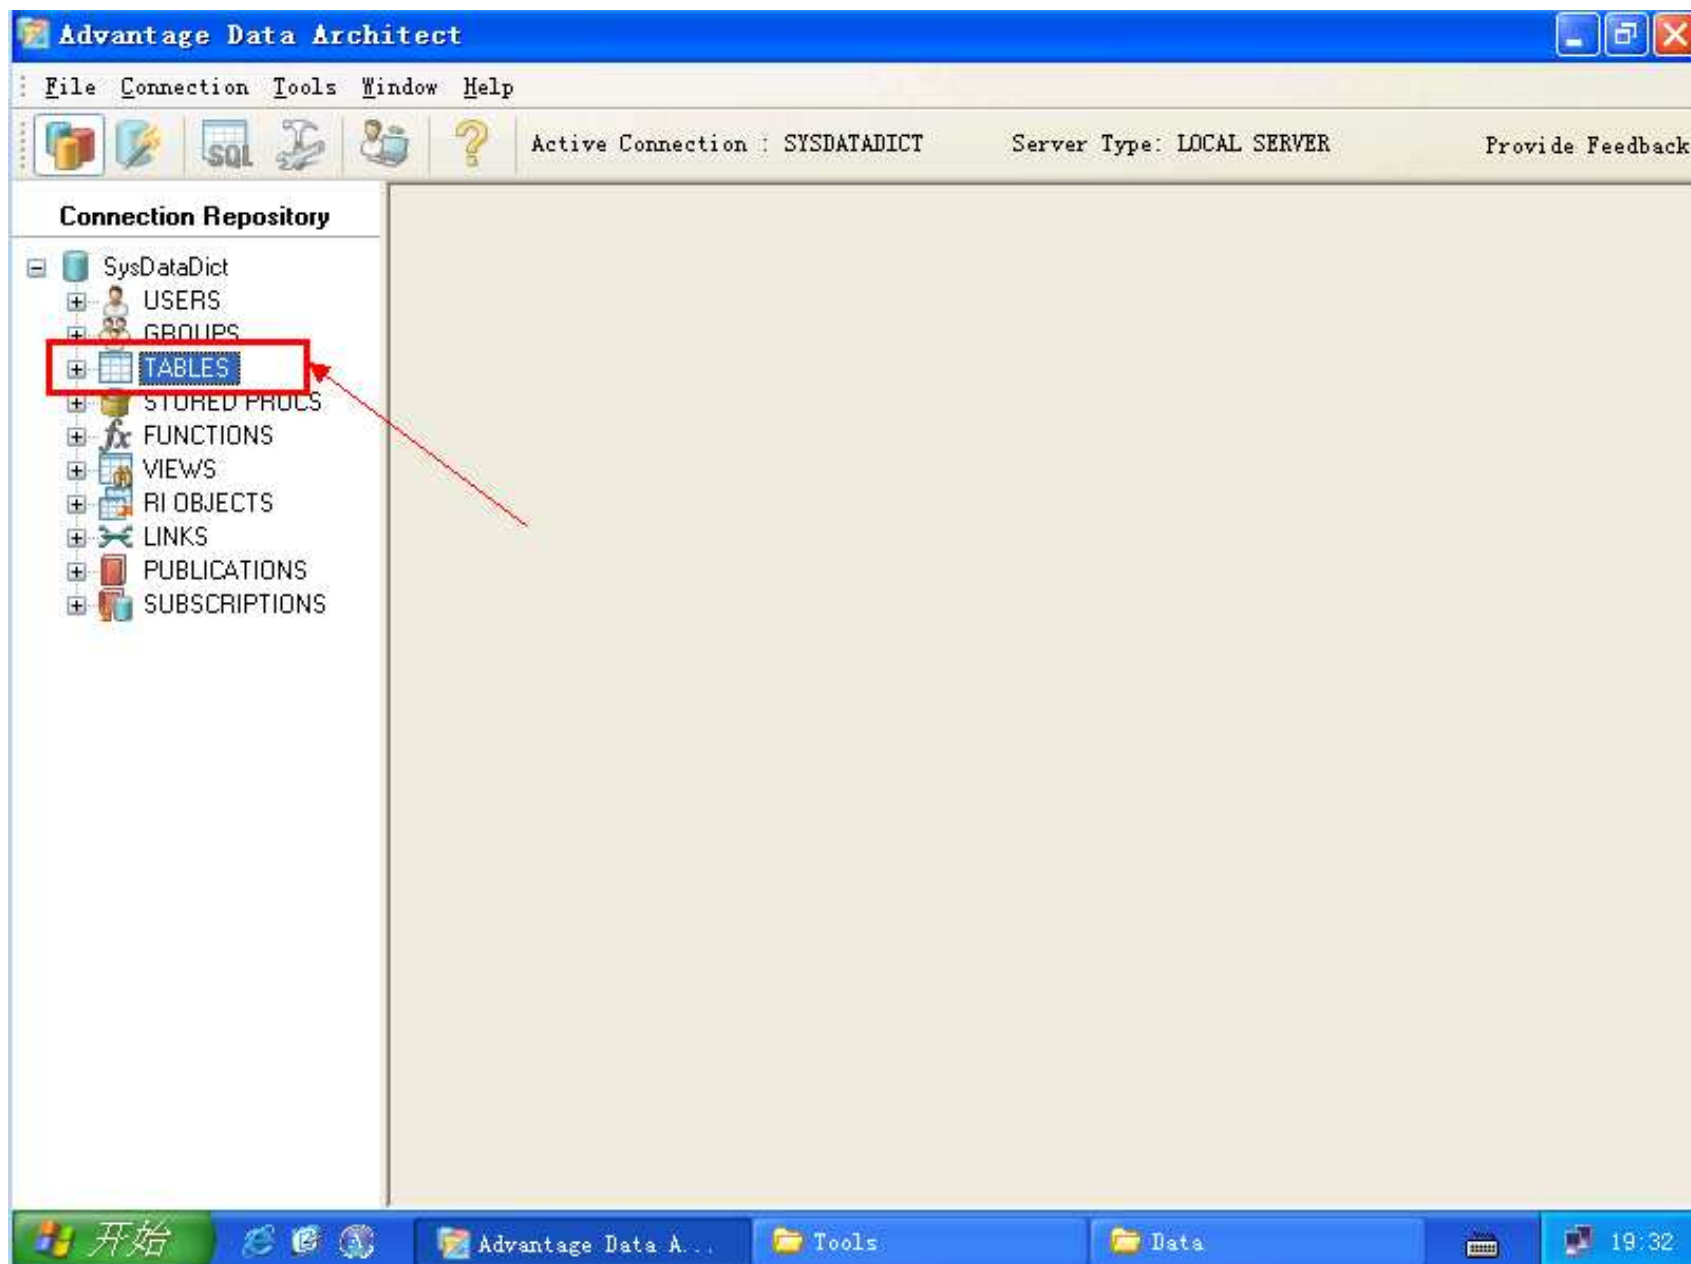 Advantage Data Architect
File Connection Tools Window Help
SQL Active Connection : SYSDATADICT Server Type: LOCAL SERVER Provide Feedback
Connection Repository
SysDataDict
USERS
GROUPS
TABLES
STORED PROCS
fx FUNCTIONS
VIEWS
RI OBJECTS
LINKS
PUBLICATIONS
SUBSCRIPTIONS
开始 Advantage Data A... Tools Data 19:32